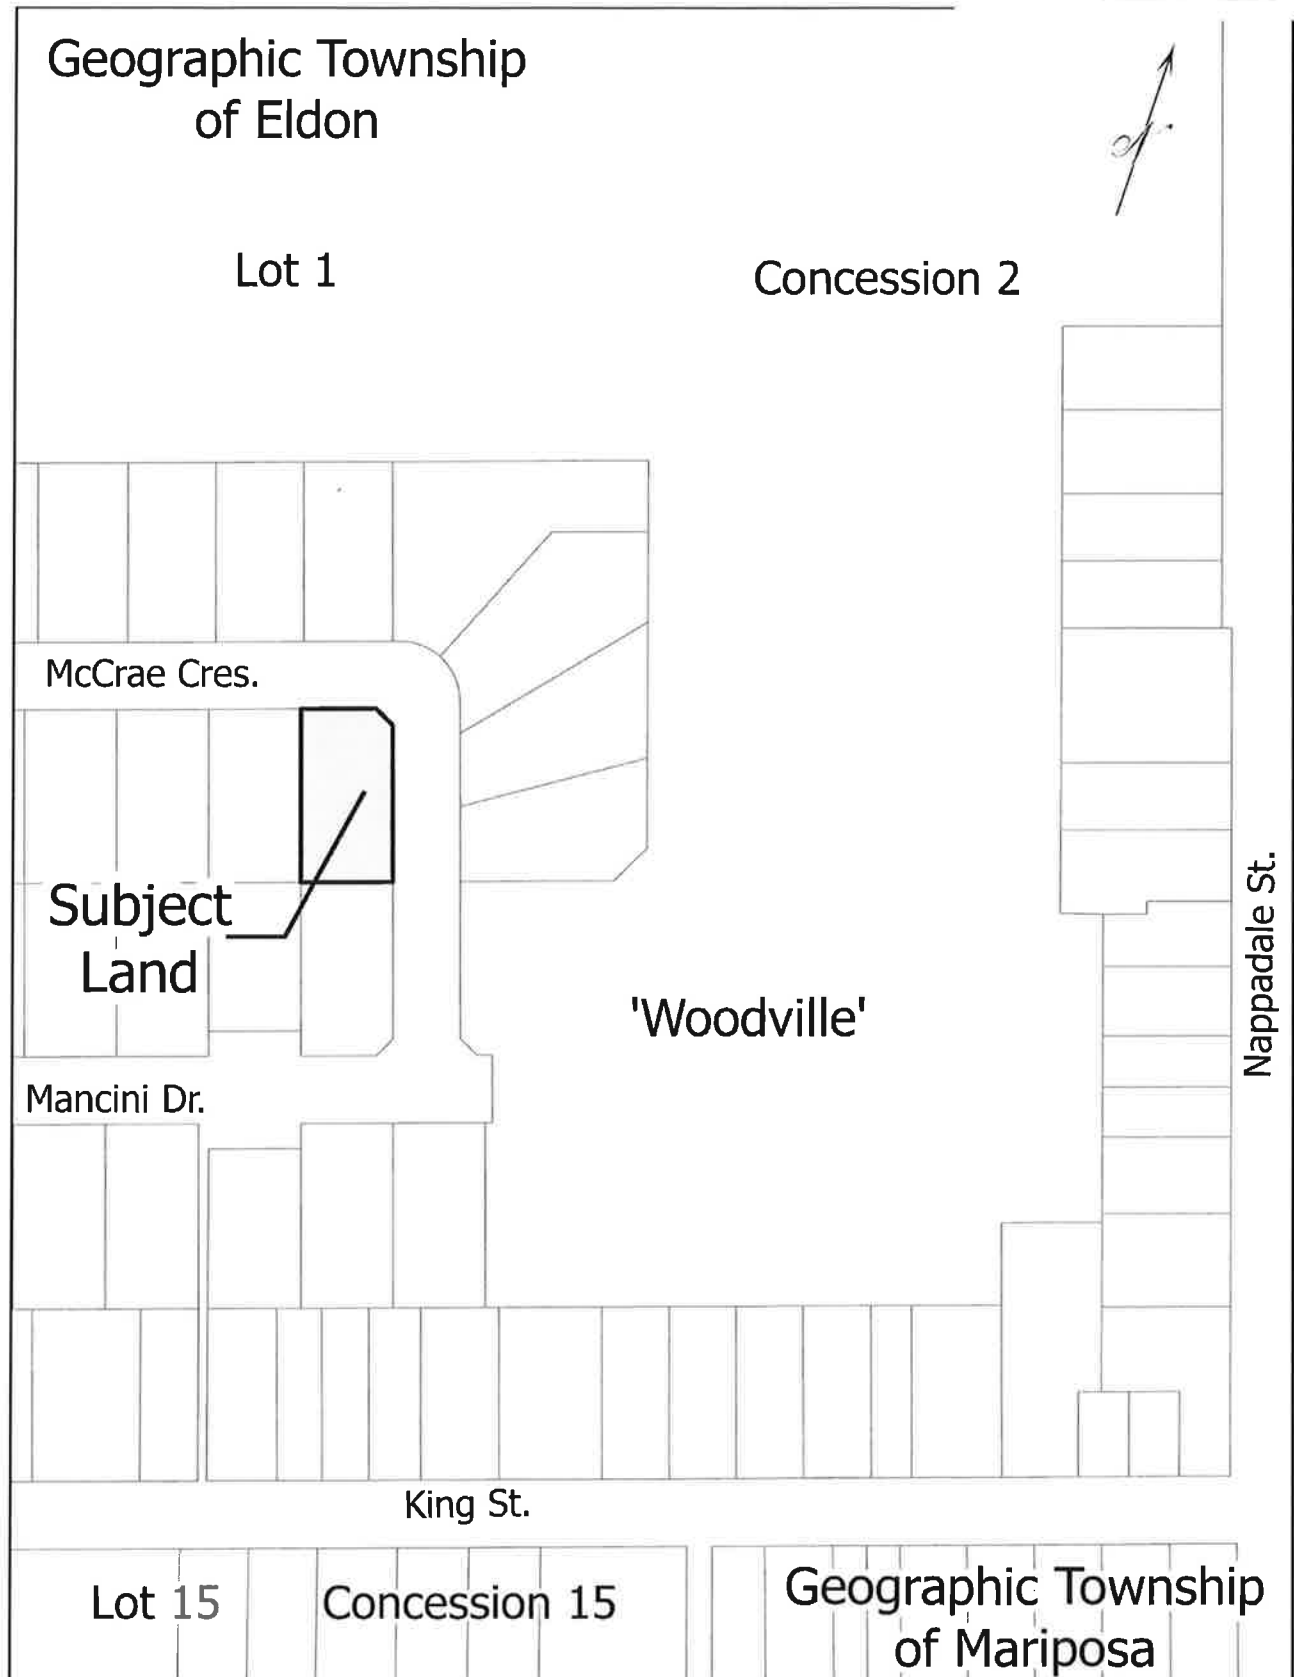 Geographic Township
of Eldon
Lot 1
Concession 2
McCrae Cres.
Subject
Land
'Woodville'
Nappadale St.
Mancini Dr.
King St.
Lot 15
Concession 15
Geographic Township
of Mariposa